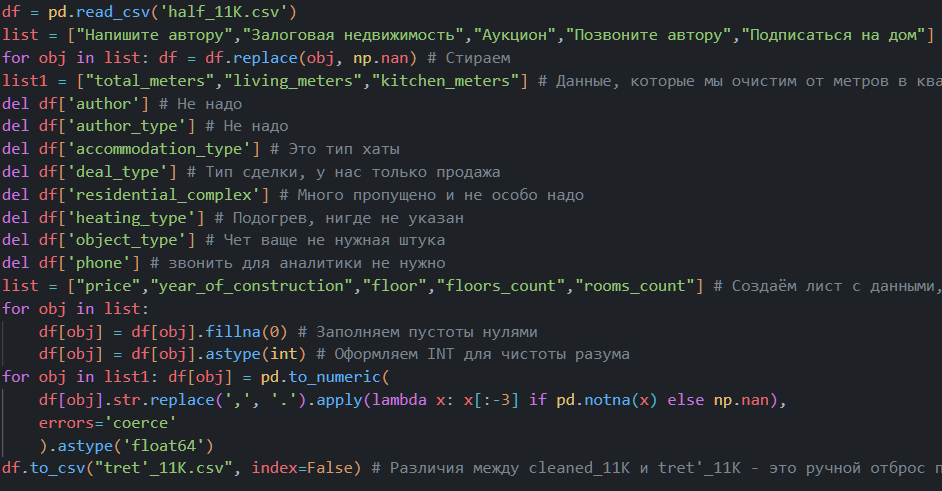 df = pd.read_csv('half_11K.csv')
list = ["Напишите автору","Залоговая недвижимость","Аукцион","Позвоните автору","Подписаться на дом"]
for obj in list: df = df.replace(obj, np.nan) # Стираем
list1 = ["total_meters","living_meters","kitchen_meters"] # Данные, которые мы очистим от метров в ква
del df['author'] # Не надо
del df['author_type'] # Не надо
del df['accommodation_type'] # Это тип хаты
del df['deal_type'] # Тип сделки, у нас только продажа
del df['residential_complex'] # Много пропущено и не особо надо
del df['heating_type'] # Подогрев, нигде не указан
del df['object_type'] # Чет ваще не нужная штука
del df['phone'] # звонить для аналитики не нужно
list = ["price","year_of_construction","floor","floors_count","rooms_count"] # Создаём лист с данными,
for obj in list:
    df[obj] = df[obj].fillna(0) # Заполняем пустоты нулями
    df[obj] = df[obj].astype(int) # Оформляем INT для чистоты разума
for obj in list1: df[obj] = pd.to_numeric(
    df[obj].str.replace(',', '.').apply(lambda x: x[:-3] if pd.notna(x) else np.nan),
    errors='coerce'
    ).astype('float64')
df.to_csv("tret'_11K.csv", index=False) # Различия между cleaned_11K и tret'_11K - это ручной отброс п